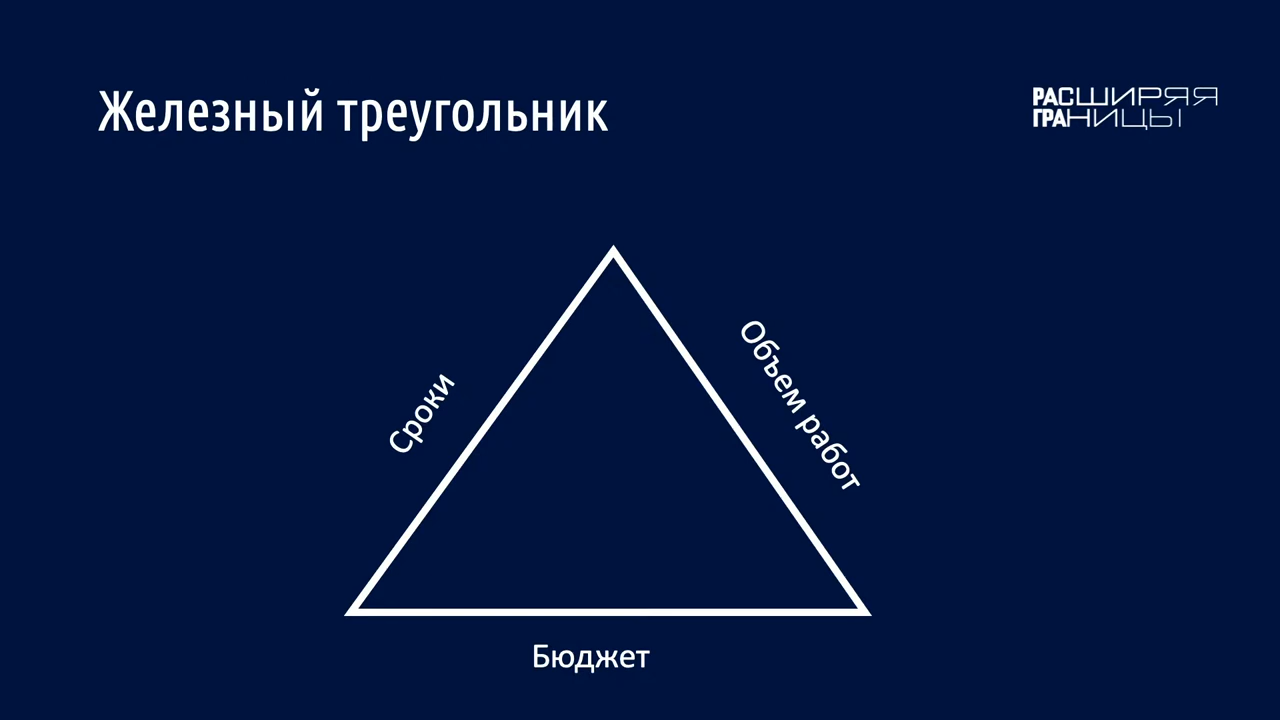 Железный треугольник
РАСШИРЯЯ
ГРАНИЦЫ
Сроки
Объем работ
Бюджет